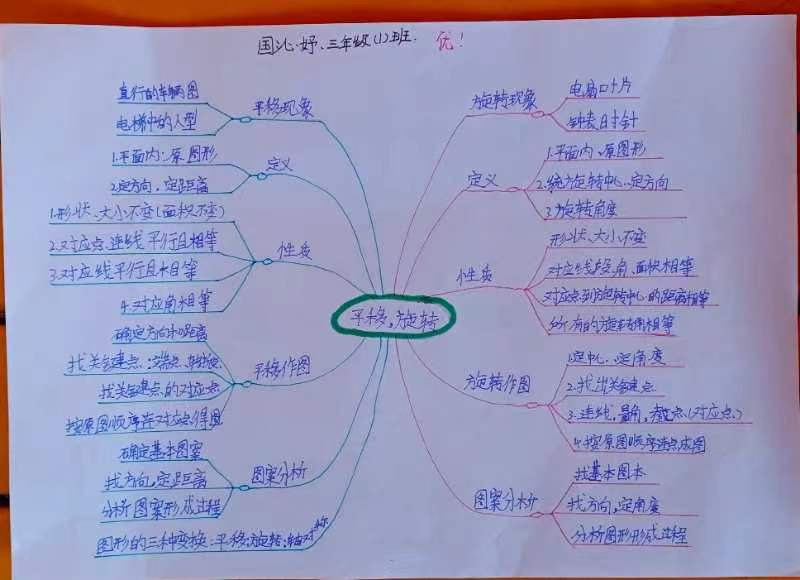 国沁妤.三年级(1)班.
优!
平移,旋转
平移现象
直行的车辆图
电梯中的人型
定义
1.平面内:原图形
2.定方向,定距离
性质
1.形状、大小不变(面积不变)
2.对应点连线平行且相等
3.对应线平行且相等
4.对应角相等
平移作图
确定方向和距离
找关键点:端点、转折点
找关键点的对应点
按原图顺序连对应点得图
图案分析
确定基本图案
找方向,定距离
分析图案形成过程
图形的三种变换:平移,旋转,轴对称
旋转现象
电扇叶片
钟表时针
定义
1.平面内、原图形
2.绕旋转中心、定方向
3.旋转角度
性质
形状、大小不变
对应线段,角、面积相等
对应点到旋转中心的距离相等
所有的旋转角相等
旋转作图
1.定中心、定角度
2.找出关键点
3.连线,量角,截点(对应点)
4.按原图顺序连点成图
图案分析
找基本图本
找方向,定角度
分析图形形成过程